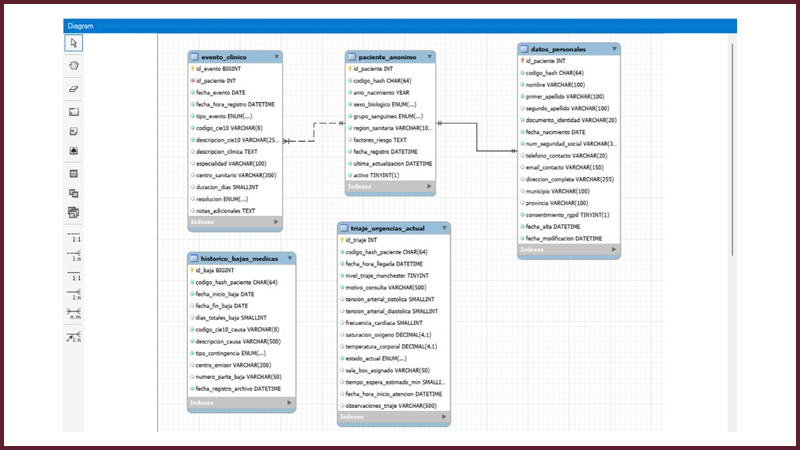 Diagram
evento_clinico
id_evento BIGINT
id_paciente INT
fecha_evento DATE
fecha_hora_registro DATETIME
tipo_evento ENUM(...)
codigo_cie10 VARCHAR(8)
descripcion_cie10 VARCHAR(25...
descripcion_clinica TEXT
especialidad VARCHAR(100)
centro_sanitario VARCHAR(200)
duracion_dias SMALLINT
resolucion ENUM(...)
notas_adicionales TEXT
Indexes
paciente_anonimo
id_paciente INT
codigo_hash CHAR(64)
anio_nacimiento YEAR
sexo_biologico ENUM(...)
grupo_sanguineo ENUM(...)
region_sanitaria VARCHAR(10...
factores_riesgo TEXT
fecha_registro DATETIME
ultima_actualizacion DATETIME
activo TINYINT(1)
Indexes
datos_personales
id_paciente INT
codigo_hash CHAR(64)
nombre VARCHAR(100)
primer_apellido VARCHAR(100)
segundo_apellido VARCHAR(100)
documento_identidad VARCHAR(20)
fecha_nacimiento DATE
num_seguridad_social VARCHAR(1...
telefono_contacto VARCHAR(20)
email_contacto VARCHAR(150)
direccion_completa VARCHAR(255)
municipio VARCHAR(100)
provincia VARCHAR(100)
consentimiento_rgpd TINYINT(1)
fecha_alta DATETIME
fecha_modificacion DATETIME
Indexes
historico_bajas_medicas
id_baja BIGINT
codigo_hash_paciente CHAR(64)
fecha_inicio_baja DATE
fecha_fin_baja DATE
dias_totales_baja SMALLINT
codigo_cie10_causa VARCHAR(8)
descripcion_causa VARCHAR(500)
tipo_contingencia ENUM(...)
centro_emisor VARCHAR(200)
numero_parte_baja VARCHAR(50)
fecha_registro_archivo DATETIME
Indexes
triaje_urgencias_actual
id_triaje INT
codigo_hash_paciente CHAR(64)
fecha_hora_llegada DATETIME
nivel_triaje_manchester TINYINT
motivo_consulta VARCHAR(500)
tension_arterial_sistolica SMALLINT
tension_arterial_diastolica SMALLINT
frecuencia_cardiaca SMALLINT
saturacion_oxigeno DECIMAL(4,1)
temperatura_corporal DECIMAL(4,1)
estado_actual ENUM(...)
sala_box_asignado VARCHAR(50)
tiempo_espera_estimado_min SMALLI...
fecha_hora_inicio_atencion DATETIME
observaciones_triaje VARCHAR(500)
Indexes
1:1
1:n
1:1
1:n
n:m
1:n